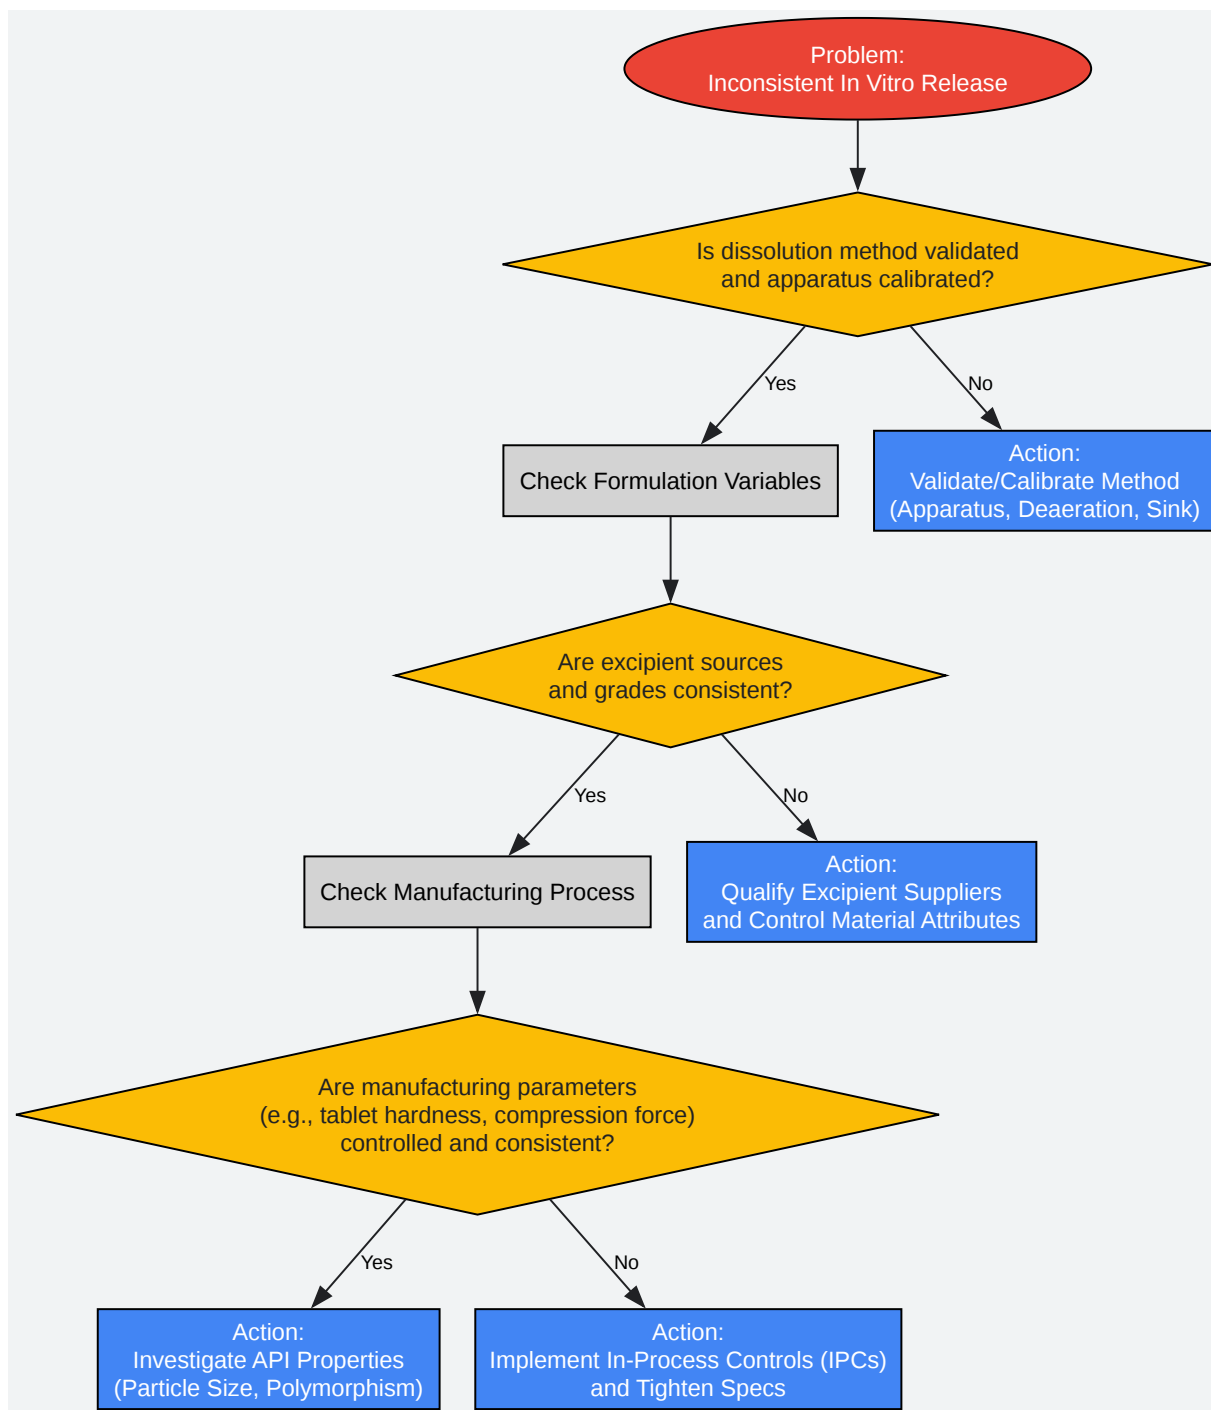 Problem:
Inconsistent In Vitro Release
Is dissolution method validated
and apparatus calibrated?
Yes
No
Check Formulation Variables
Action:
Validate/Calibrate Method
(Apparatus, Deaeration, Sink)
Are excipient sources
and grades consistent?
Yes
No
Check Manufacturing Process
Action:
Qualify Excipient Suppliers
and Control Material Attributes
Are manufacturing parameters
(e.g., tablet hardness, compression force)
controlled and consistent?
Yes
No
Action:
Investigate API Properties
(Particle Size, Polymorphism)
Action:
Implement In-Process Controls (IPCs)
and Tighten Specs